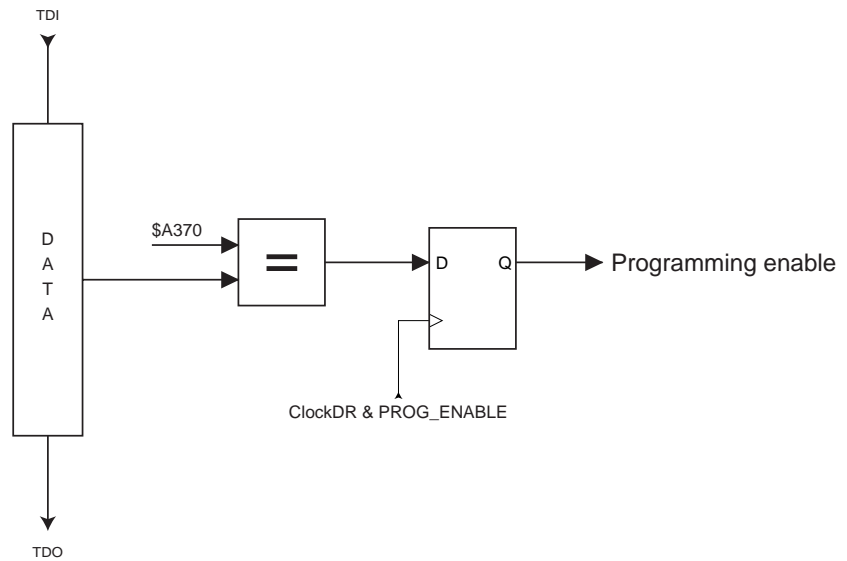 TDI
D
A
T
A
$A370
=
D
Q
Programming enable
ClockDR & PROG_ENABLE
TDO